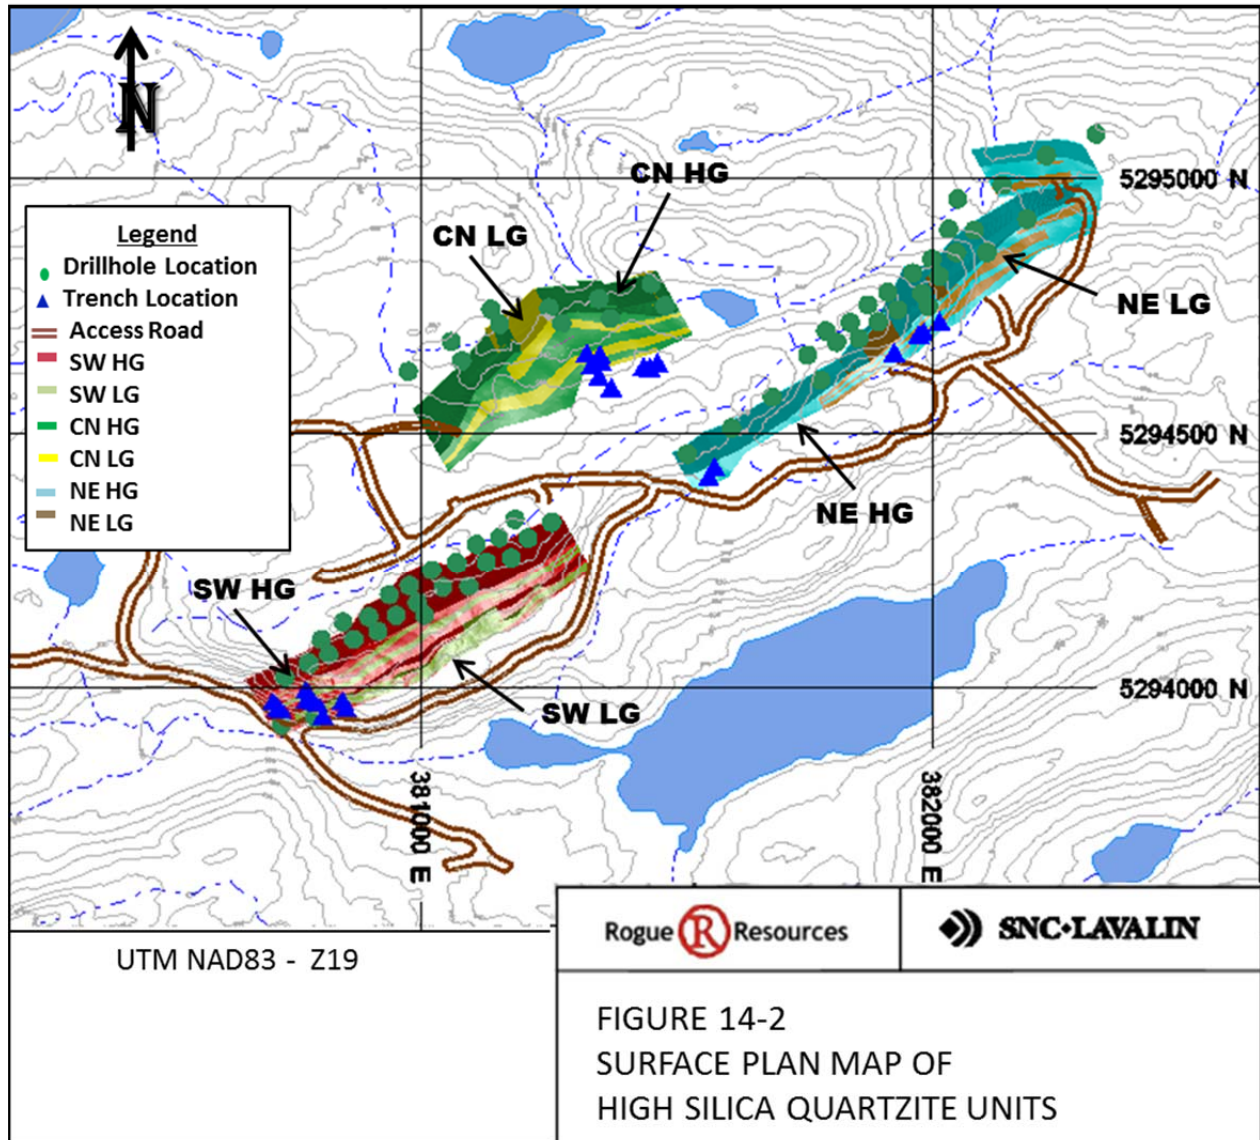 N
CN HG
5295000 N
Legend
Drillhole Location
Trench Location
Access Road
SW HG
SW LG
CN HG
CN LG
NE HG
NE LG
CN LG
NE LG
5294500 N
NE HG
SW HG
5294000 N
SW LG
381000 E
382000 E
UTM NAD83 - Z19
Rogue R Resources
SNC•LAVALIN
FIGURE 14-2
SURFACE PLAN MAP OF
HIGH SILICA QUARTZITE UNITS